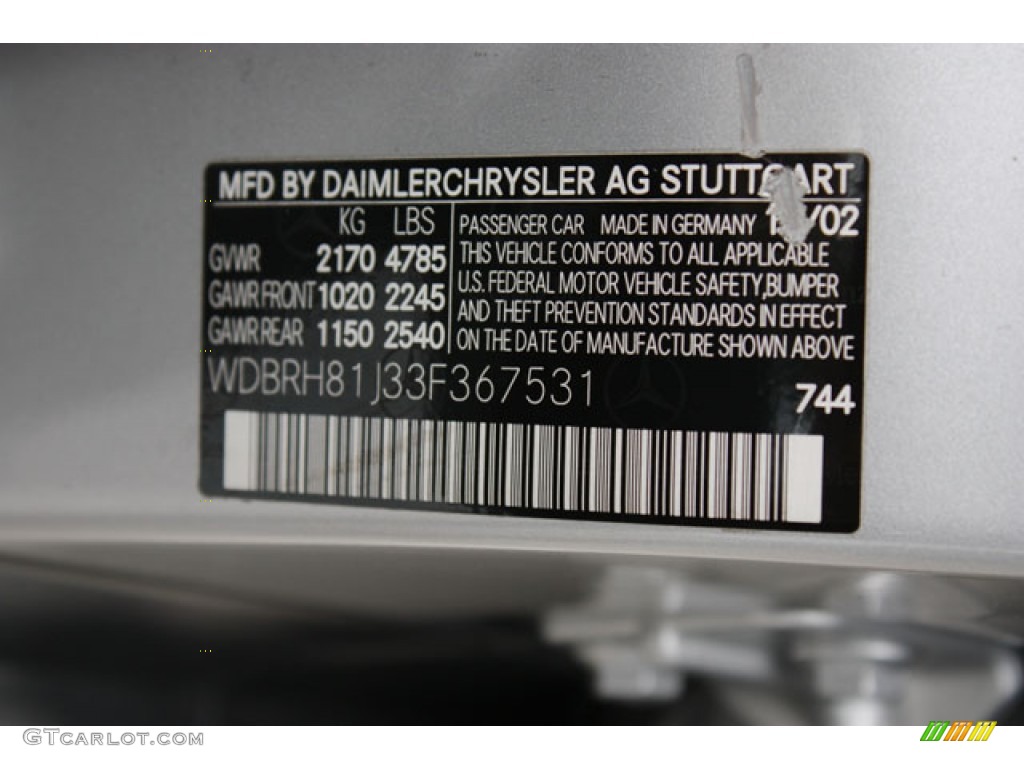 MFD BY DAIMLERCHRYSLER AG STUTTGART
KG LBS
GVWR 2170 4785
GAWR FRONT 1020 2245
GAWR REAR 1150 2540
PASSENGER CAR MADE IN GERMANY /02
THIS VEHICLE CONFORMS TO ALL APPLICABLE
U.S. FEDERAL MOTOR VEHICLE SAFETY, BUMPER
AND THEFT PREVENTION STANDARDS IN EFFECT
ON THE DATE OF MANUFACTURE SHOWN ABOVE
WDBRH81J33F367531
744
GTCARLOT.COM